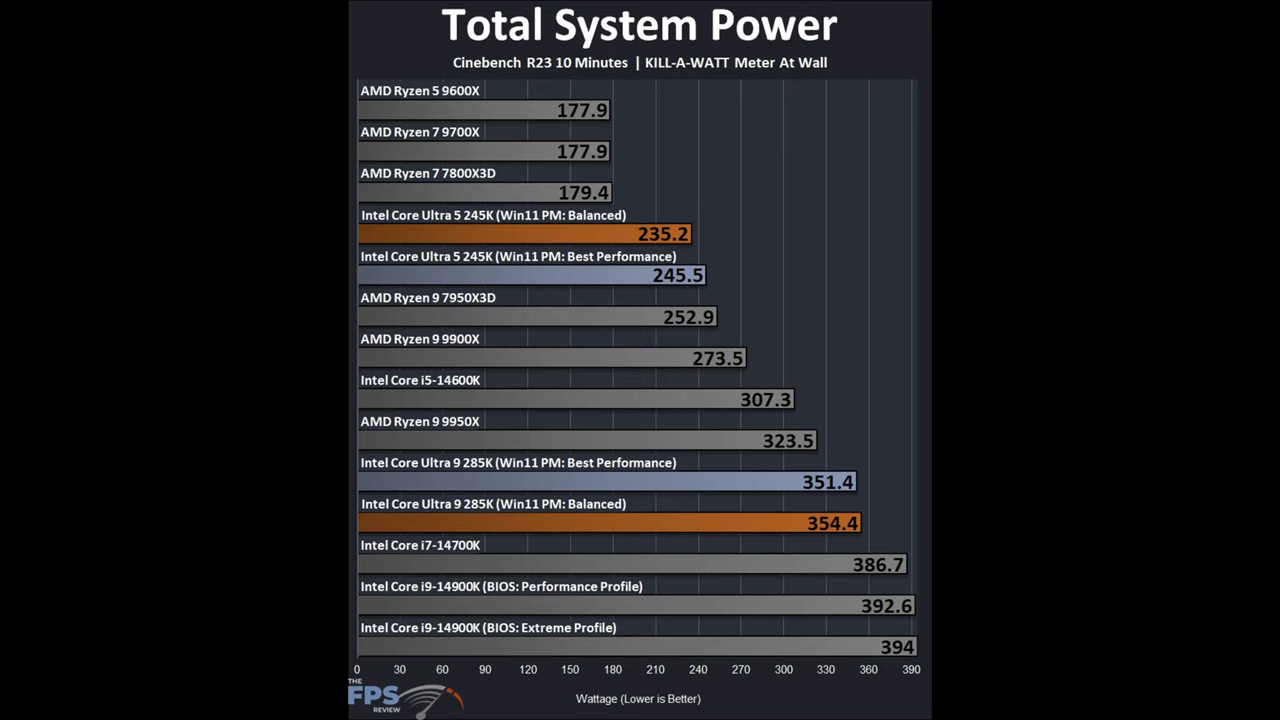 Total System Power
Cinebench R23 10 Minutes | KILL-A-WATT Meter At Wall
AMD Ryzen 5 9600X
177.9
AMD Ryzen 7 9700X
177.9
AMD Ryzen 7 7800X3D
179.4
Intel Core Ultra 5 245K (Win11 PM: Balanced)
235.2
Intel Core Ultra 5 245K (Win11 PM: Best Performance)
245.5
AMD Ryzen 9 7950X3D
252.9
AMD Ryzen 9 9900X
273.5
Intel Core i5-14600K
307.3
AMD Ryzen 9 9950X
323.5
Intel Core Ultra 9 285K (Win11 PM: Best Performance)
351.4
Intel Core Ultra 9 285K (Win11 PM: Balanced)
354.4
Intel Core i7-14700K
386.7
Intel Core i9-14900K (BIOS: Performance Profile)
392.6
Intel Core i9-14900K (BIOS: Extreme Profile)
394
0 30 60 90 120 150 180 210 240 270 300 330 360 390
Wattage (Lower is Better)
THE
FPS
REVIEW